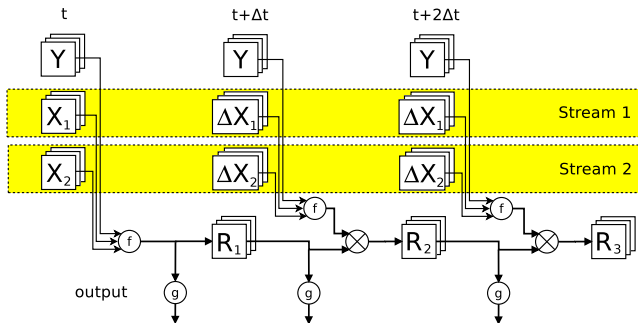 t t+Δt t+2Δt
Y Y Y
X₁ ΔX₁ ΔX₁ Stream 1
X₂ ΔX₂ ΔX₂ Stream 2
f f
f R₁ R₂ R₃
output g g g